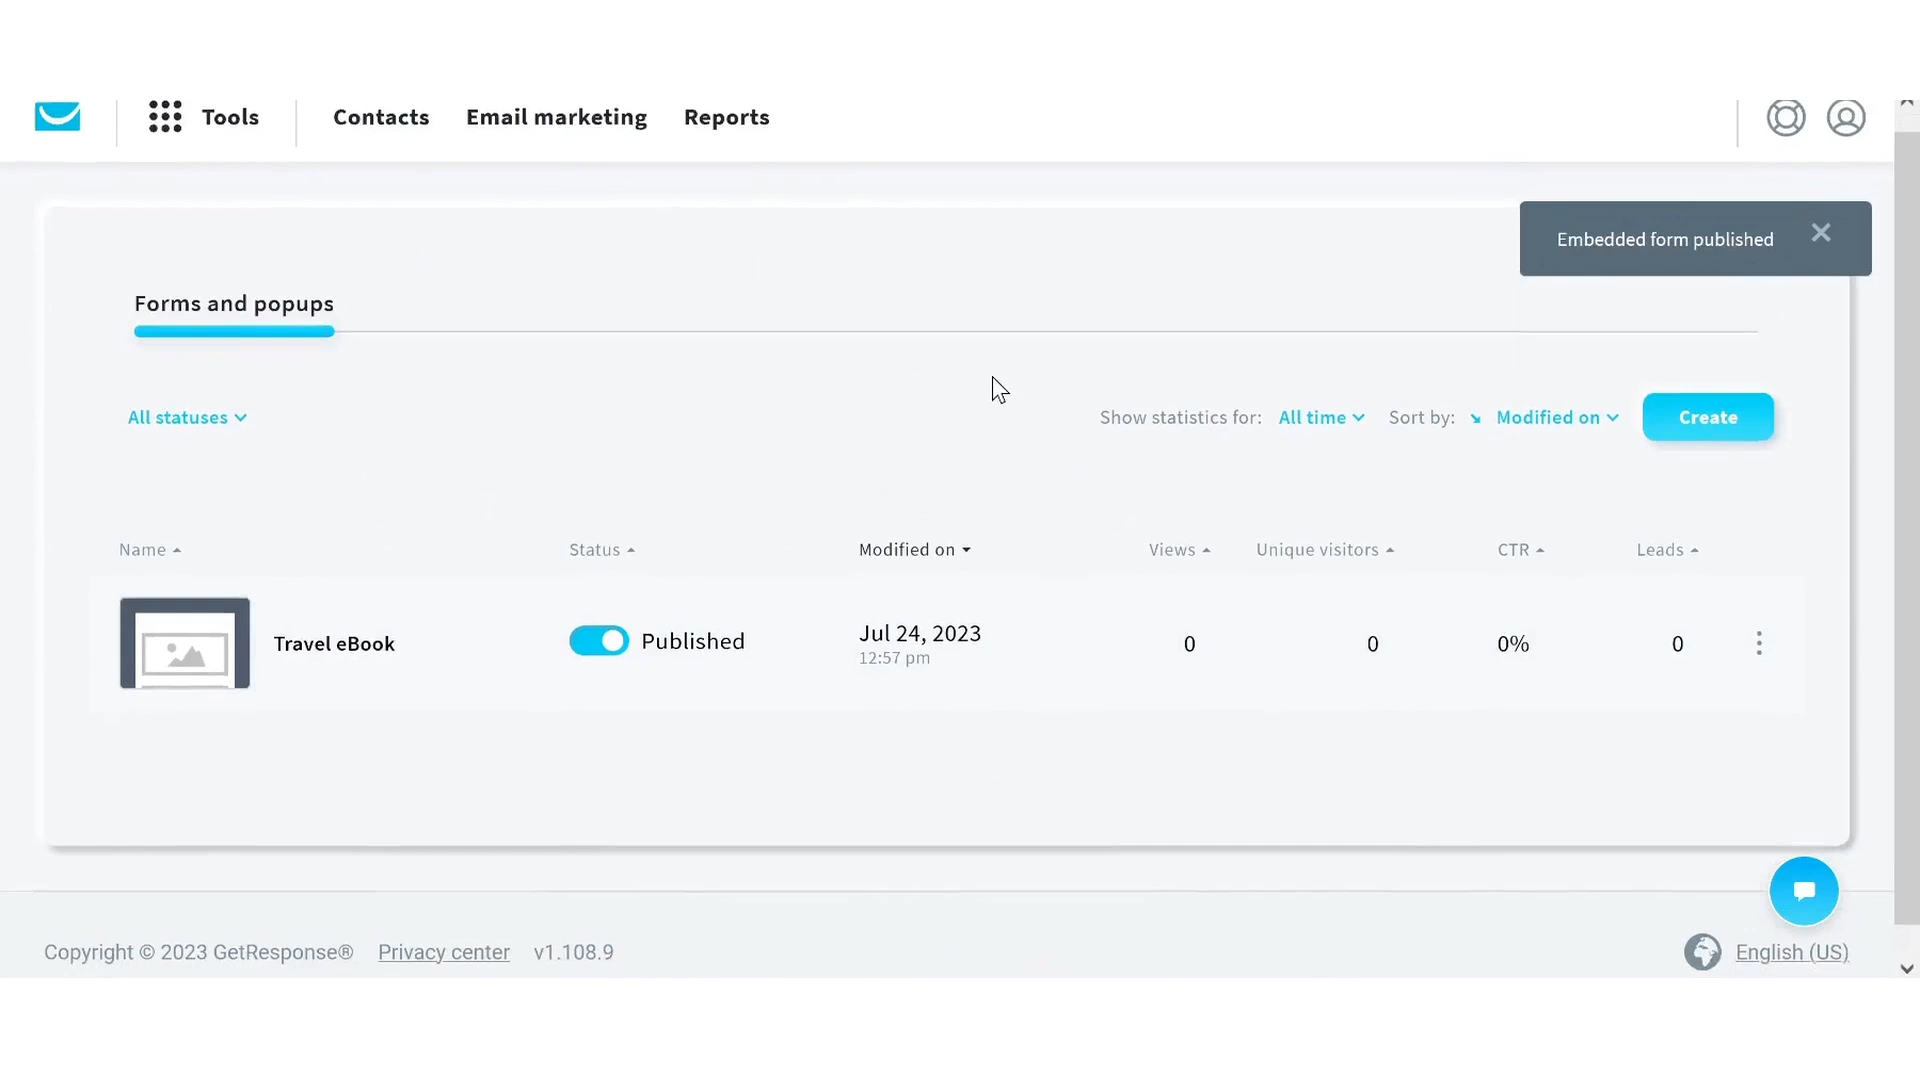 Tools Contacts Email marketing Reports
Embedded form published
Forms and popups
All statuses Show statistics for: All time Sort by: Modified on Create
Name Status Modified on Views Unique visitors CTR Leads
Travel eBook Published Jul 24, 2023 0 0 0% 0
12:57 pm
Copyright © 2023 GetResponse® Privacy center v1.108.9 English (US)